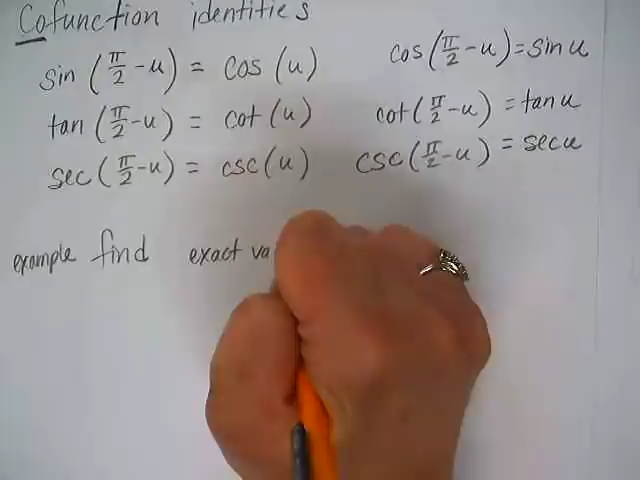 Cofunction identities
sin (π/2 - u) = cos (u)
cos (π/2 - u) = sin u
tan (π/2 - u) = cot (u)
cot (π/2 - u) = tan u
sec (π/2 - u) = csc (u)
csc (π/2 - u) = sec u
example find exact va